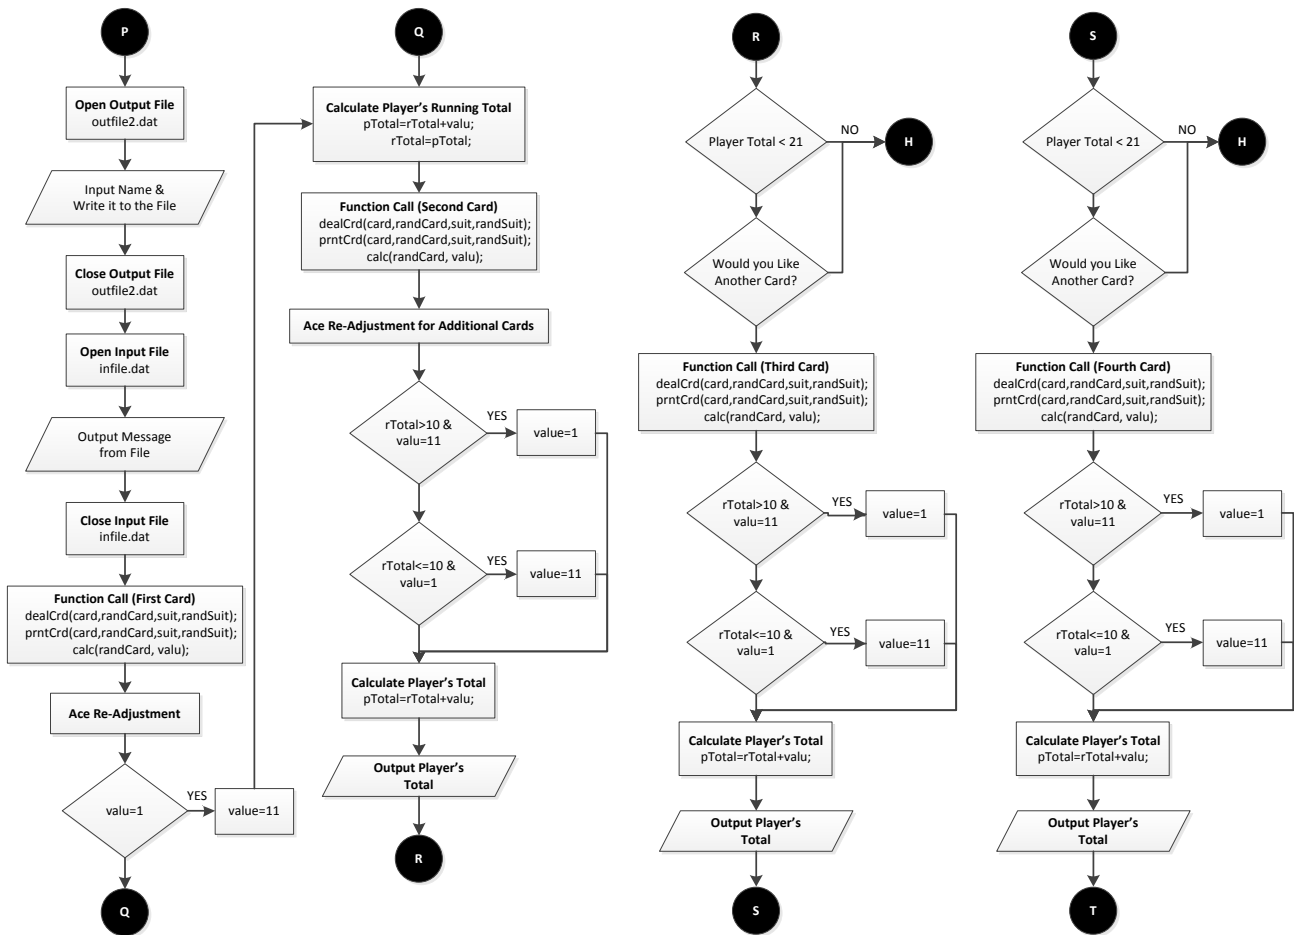 P
Open Output File
outfile2.dat
Input Name &
Write it to the File
Close Output File
outfile2.dat
Open Input File
infile.dat
Output Message
from File
Close Input File
infile.dat
Function Call (First Card)
dealCrd(card,randCard,suit,randSuit);
prntCrd(card,randCard,suit,randSuit);
calc(randCard, valu);
Ace Re-Adjustment
valu=1
YES
value=11
Q
Q
Calculate Player's Running Total
pTotal=rTotal+valu;
rTotal=pTotal;
Function Call (Second Card)
dealCrd(card,randCard,suit,randSuit);
prntCrd(card,randCard,suit,randSuit);
calc(randCard, valu);
Ace Re-Adjustment for Additional Cards
rTotal>10 &
valu=11
YES
value=1
rTotal<=10 &
valu=1
YES
value=11
Calculate Player's Total
pTotal=rTotal+valu;
Output Player's
Total
R
R
Player Total < 21
NO
H
Would you Like
Another Card?
Function Call (Third Card)
dealCrd(card,randCard,suit,randSuit);
prntCrd(card,randCard,suit,randSuit);
calc(randCard, valu);
rTotal>10 &
valu=11
YES
value=1
rTotal<=10 &
valu=1
YES
value=11
Calculate Player's Total
pTotal=rTotal+valu;
Output Player's
Total
S
S
Player Total < 21
NO
H
Would you Like
Another Card?
Function Call (Fourth Card)
dealCrd(card,randCard,suit,randSuit);
prntCrd(card,randCard,suit,randSuit);
calc(randCard, valu);
rTotal>10 &
valu=11
YES
value=1
rTotal<=10 &
valu=1
YES
value=11
Calculate Player's Total
pTotal=rTotal+valu;
Output Player's
Total
T